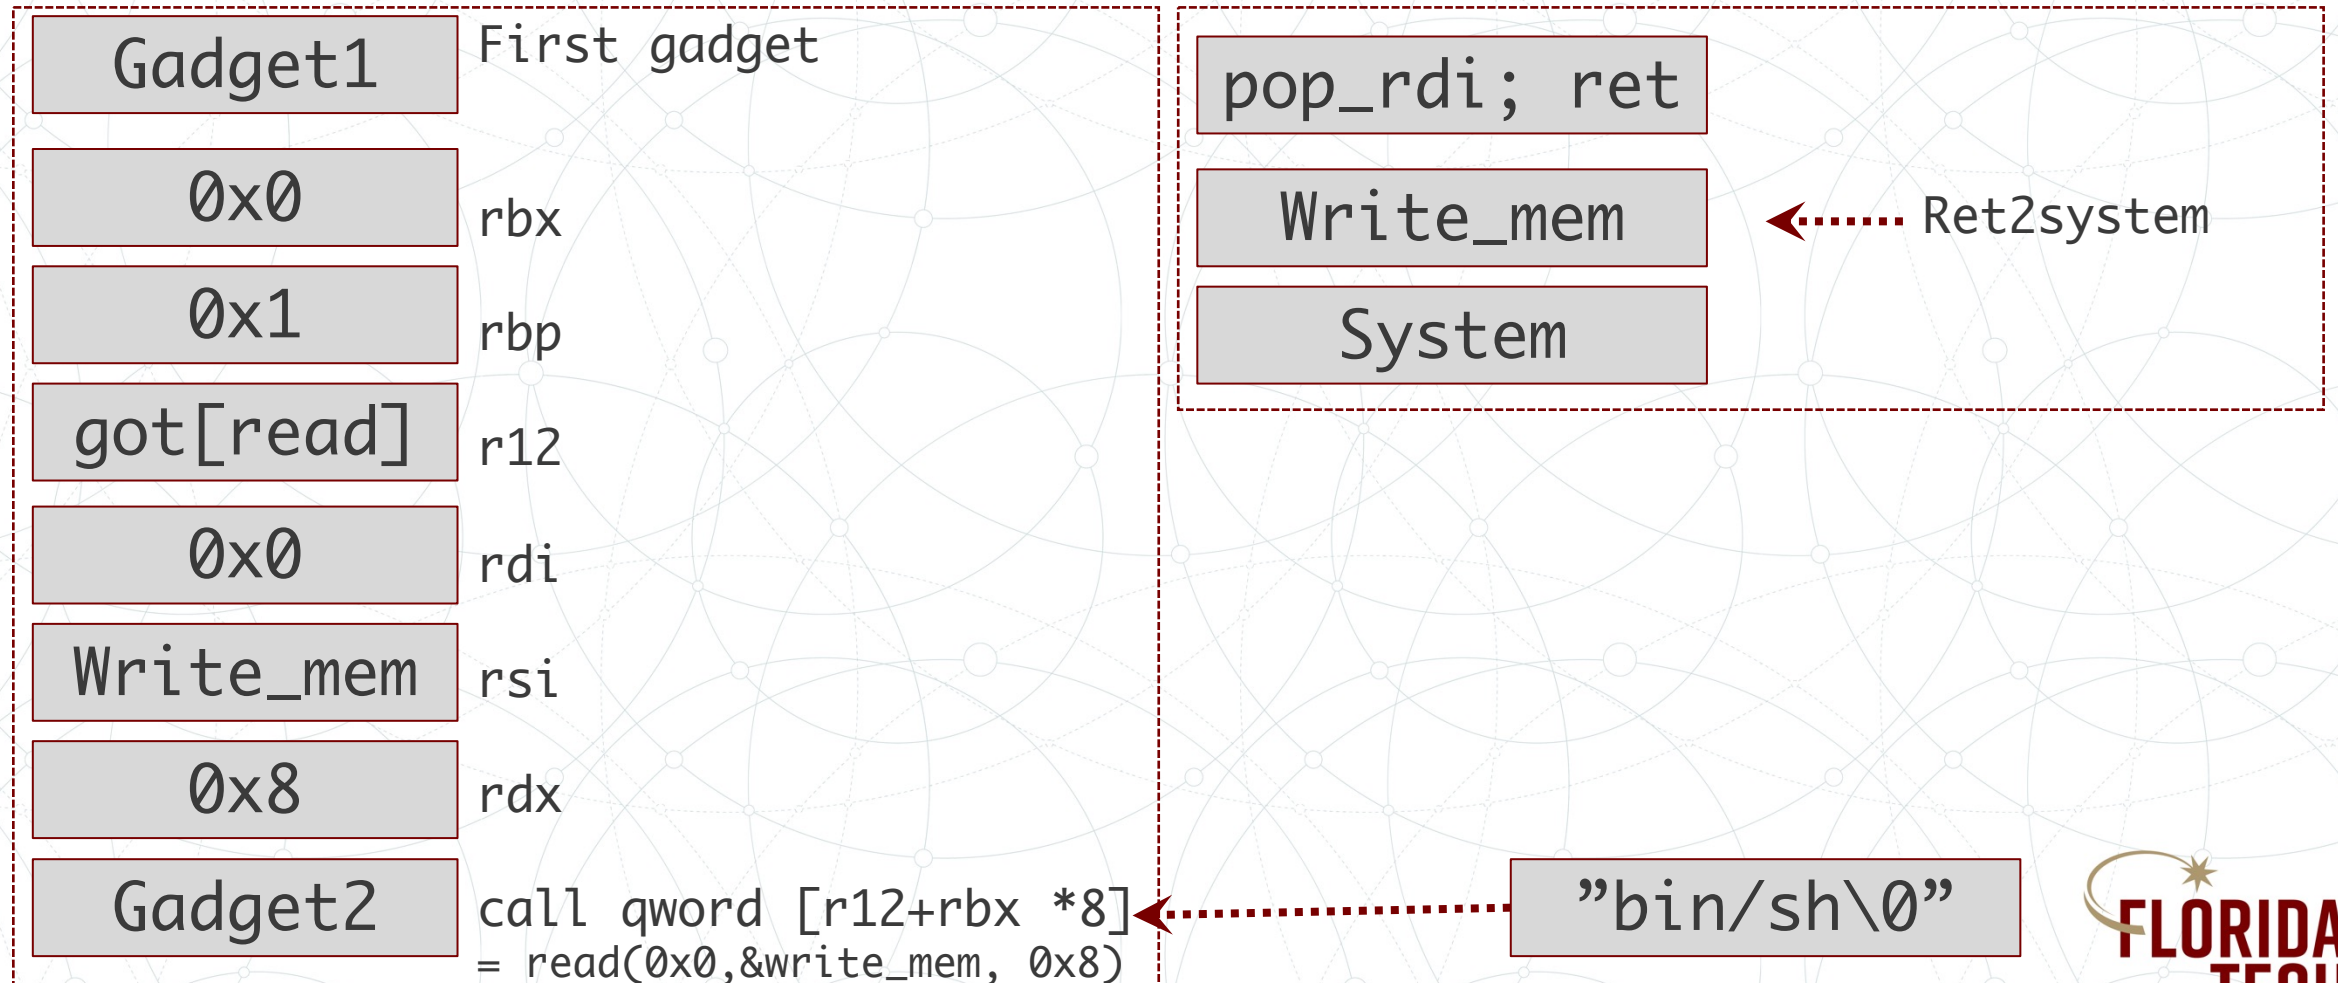 Gadget1
First gadget
0x0
rbx
0x1
rbp
got[read]
r12
0x0
rdi
Write_mem
rsi
0x8
rdx
Gadget2
call qword [r12+rbx *8]
= read(0x0,&write_mem, 0x8)
pop_rdi; ret
Write_mem
Ret2system
System
”bin/sh\0”
FLORIDA